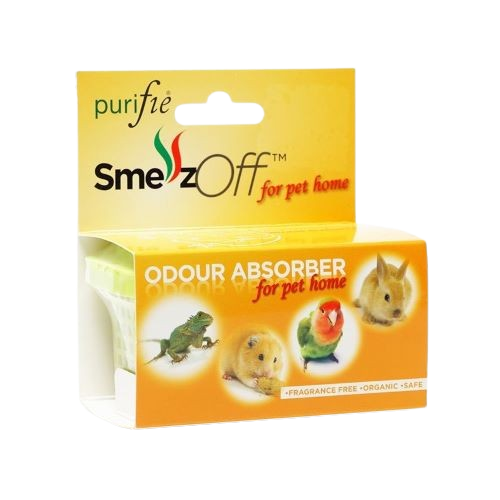 purifie®
SmellzOff™
for pet home
ODOUR ABSORBER
for pet home
•FRAGRANCE FREE •ORGANIC •SAFE